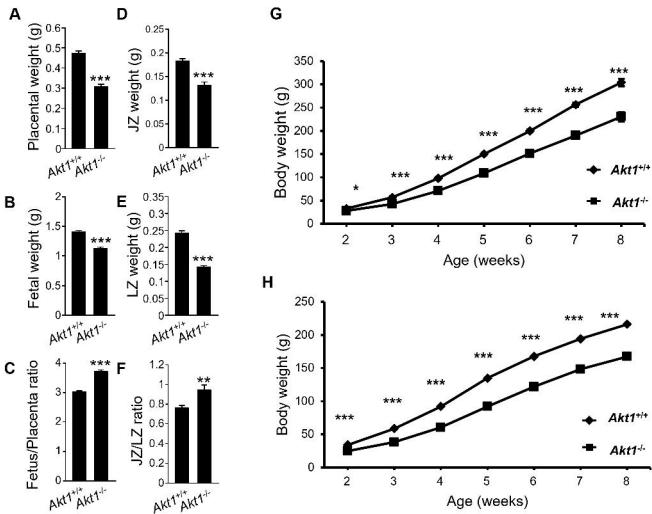 A
Placental weight (g)
0.6
0.5
0.4
0.3
0.2
0.1
0
***
Akt1+/+
Akt1-/-
B
Fetal weight (g)
2
1.5
1
0.5
0
***
Akt1+/+
Akt1-/-
C
Fetus/Placenta ratio
4
3
2
1
0
***
Akt1+/+
Akt1-/-
D
JZ weight (g)
0.25
0.2
0.15
0.1
0.05
0
***
Akt1+/+
Akt1-/-
E
LZ weight (g)
0.3
0.25
0.2
0.15
0.1
0.05
0
***
Akt1+/+
Akt1-/-
F
JZ/LZ ratio
1.2
1
0.8
0.6
0.4
0.2
0
**
Akt1+/+
Akt1-/-
G
Body weight (g)
350
300
250
200
150
100
50
0
* *** *** *** *** *** ***
Akt1+/+
Akt1-/-
2 3 4 5 6 7 8
Age (weeks)
H
Body weight (g)
250
200
150
100
50
0
*** *** *** *** *** *** ***
Akt1+/+
Akt1-/-
2 3 4 5 6 7 8
Age (weeks)